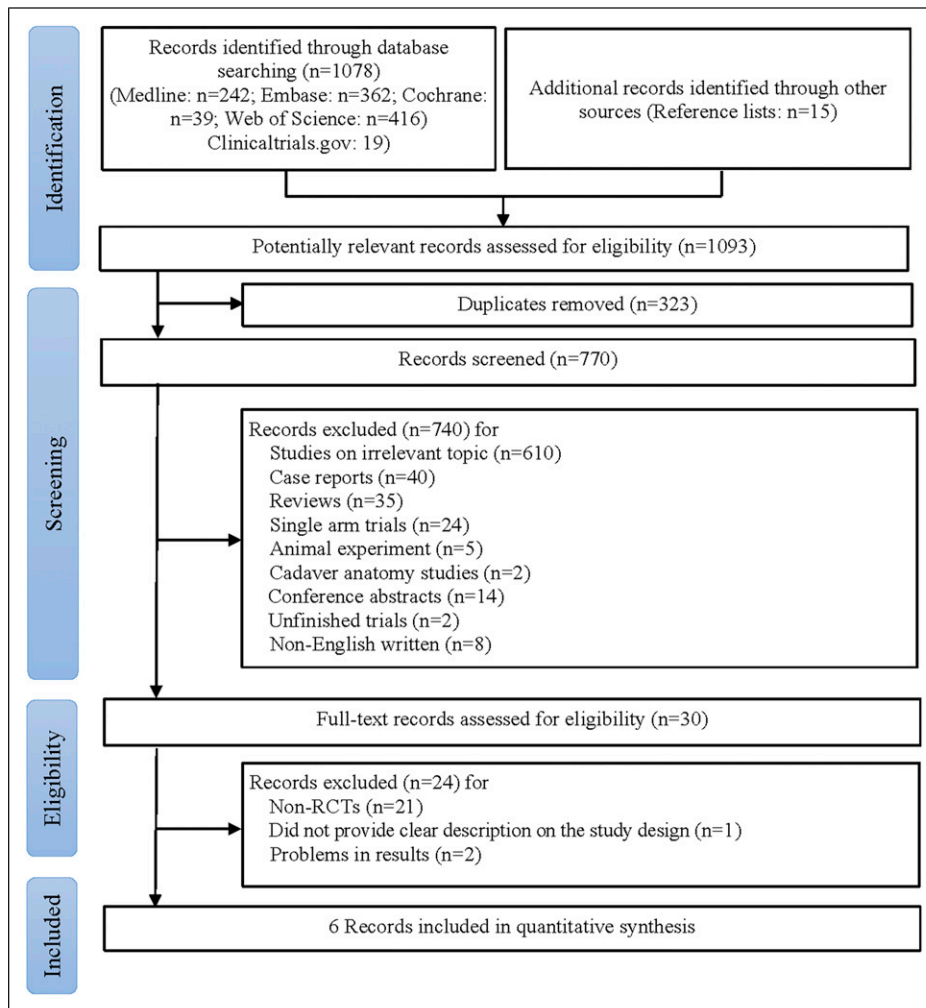 Identification
Records identified through database
searching (n=1078)
(Medline: n=242; Embase: n=362; Cochrane:
n=39; Web of Science: n=416)
Clinicaltrials.gov: 19)
Additional records identified through other
sources (Reference lists: n=15)
Potentially relevant records assessed for eligibility (n=1093)
Screening
Duplicates removed (n=323)
Records screened (n=770)
Records excluded (n=740) for
Studies on irrelevant topic (n=610)
Case reports (n=40)
Reviews (n=35)
Single arm trials (n=24)
Animal experiment (n=5)
Cadaver anatomy studies (n=2)
Conference abstracts (n=14)
Unfinished trials (n=2)
Non-English written (n=8)
Eligibility
Full-text records assessed for eligibility (n=30)
Records excluded (n=24) for
Non-RCTs (n=21)
Did not provide clear description on the study design (n=1)
Problems in results (n=2)
Included
6 Records included in quantitative synthesis